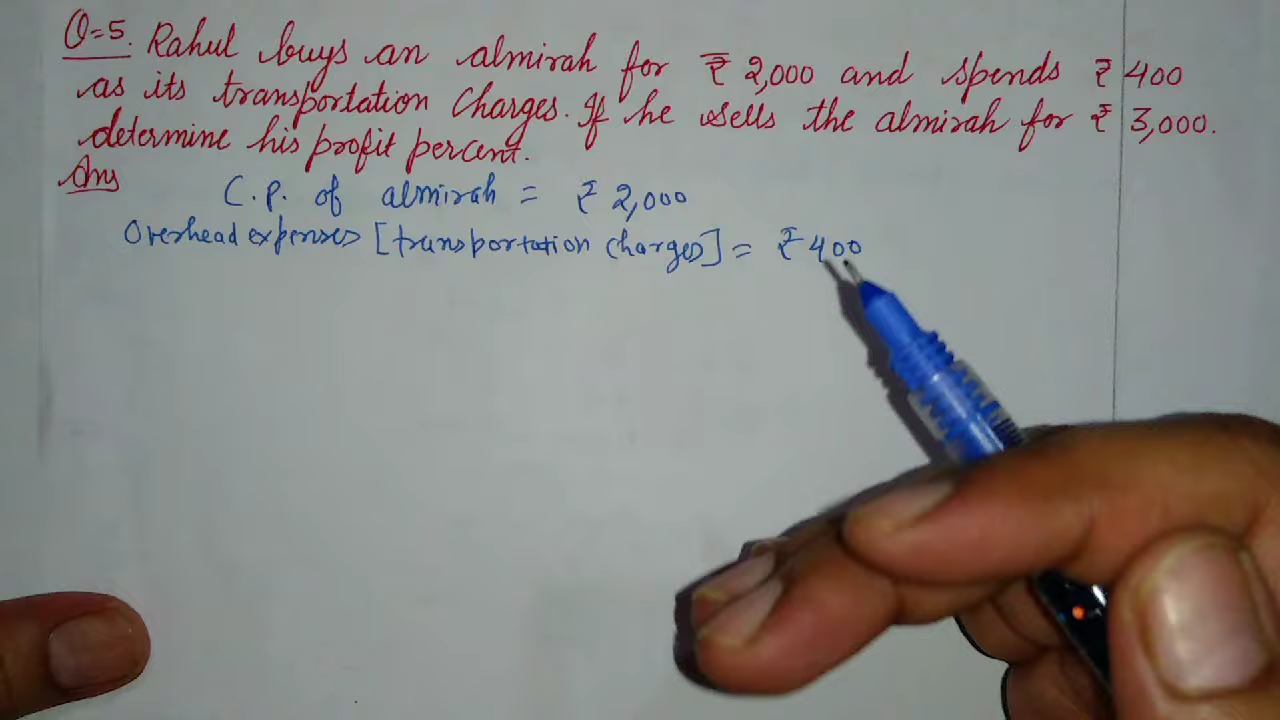 Q=5. Rahul buys an almirah for ₹ 2,000 and spends ₹ 400
as its transportation charges. If he sells the almirah for ₹ 3,000.
determine his profit percent.
Ans
C.P. of almirah = ₹ 2,000
Overhead expenses [transportation charges] = ₹ 400